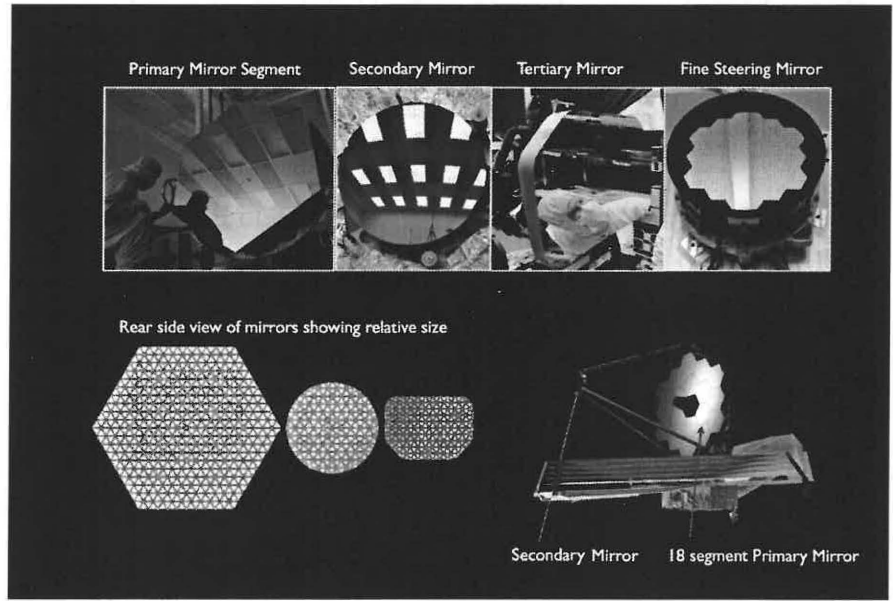 Primary Mirror Segment
Secondary Mirror
Tertiary Mirror
Fine Steering Mirror
Rear side view of mirrors showing relative size
Secondary Mirror
18 segment Primary Mirror